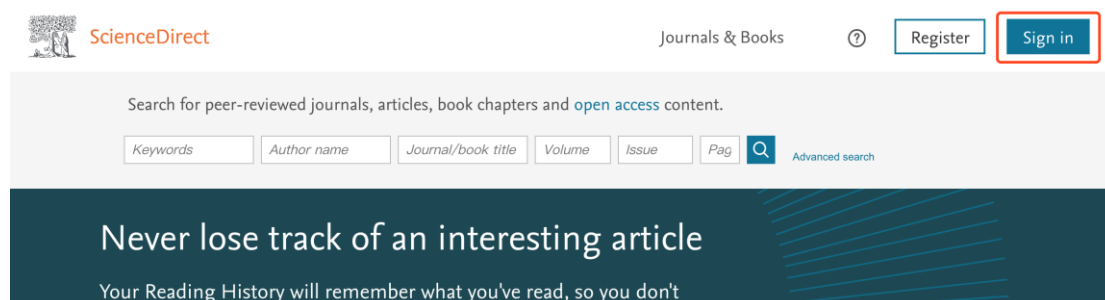 ScienceDirect Journals & Books ? Register Sign in
Search for peer-reviewed journals, articles, book chapters and open access content.
Keywords Author name Journal/book title Volume Issue Pag Advanced search
Never lose track of an interesting article
Your Reading History will remember what you've read, so you don't